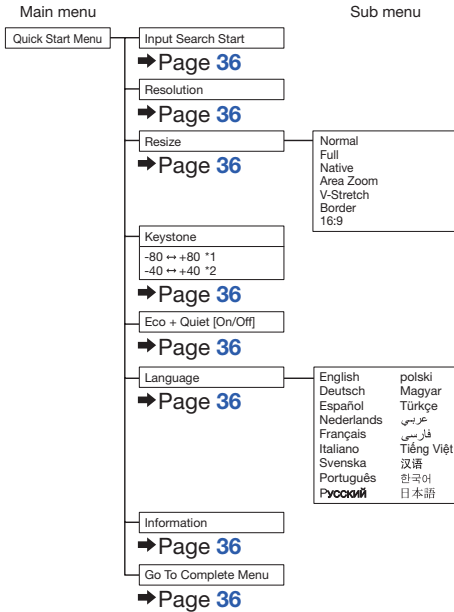 Main menu
Sub menu
Quick Start Menu
Input Search Start
➡Page 36
Resolution
➡Page 36
Resize
➡Page 36
Normal
Full
Native
Area Zoom
V-Stretch
Border
16:9
Keystone
-80 ↔ +80 *1
-40 ↔ +40 *2
➡Page 36
Eco + Quiet [On/Off]
➡Page 36
Language
➡Page 36
English
Deutsch
Español
Nederlands
Français
Italiano
Svenska
Português
Русский
polski
Magyar
Türkçe
عربي
فارسی
Tiếng Việt
汉语
한국어
日本語
Information
➡Page 36
Go To Complete Menu
➡Page 36